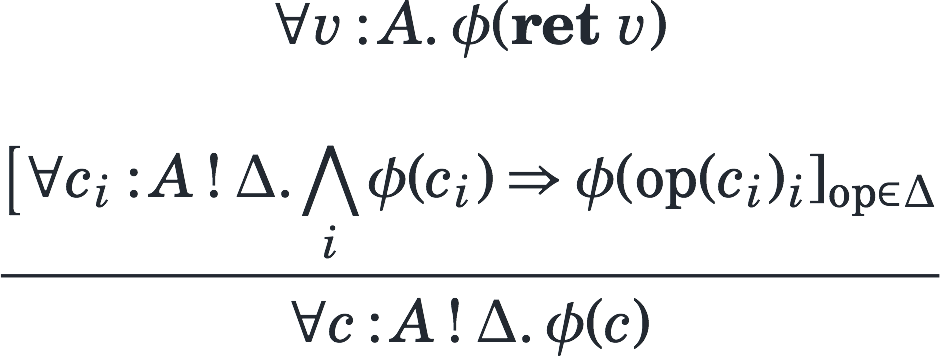 ∀v : A. ϕ(ret v)
[∀cᵢ : A ! Δ. ⋀ᵢ ϕ(cᵢ) ⇒ ϕ(op(cᵢ)ᵢ]op∈Δ
∀c : A ! Δ. ϕ(c)